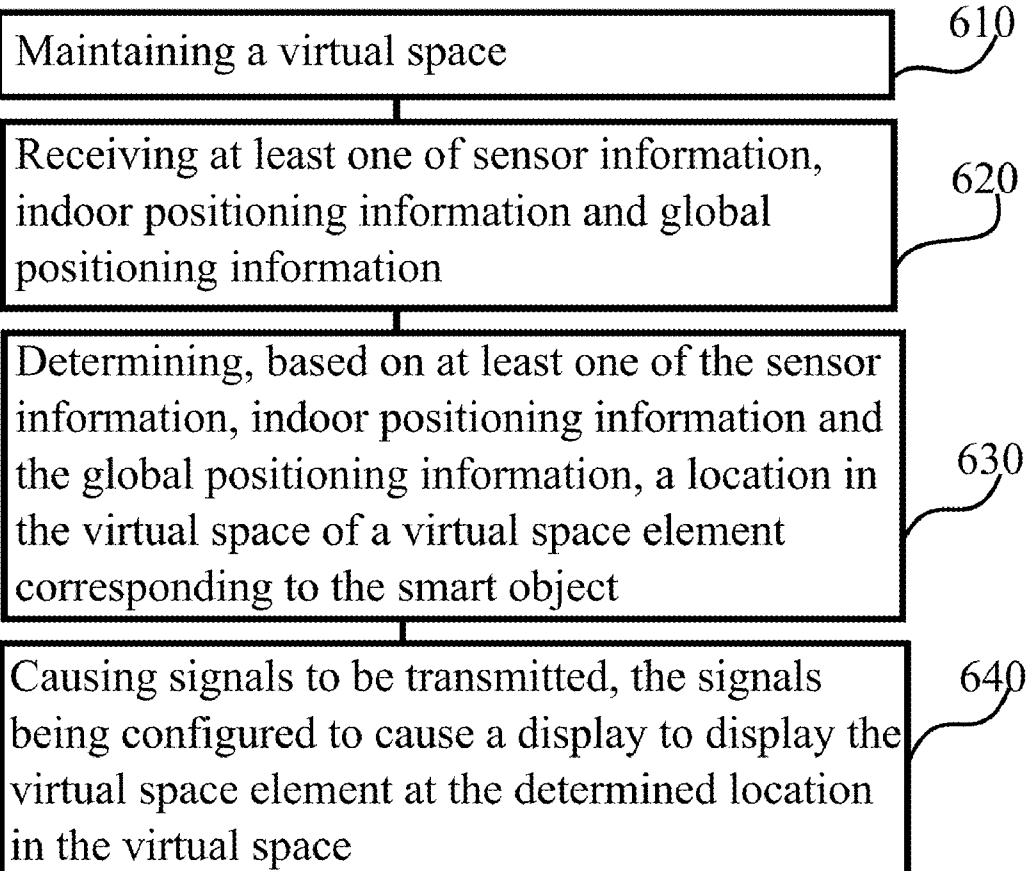 610
Maintaining a virtual space
Receiving at least one of sensor information,
indoor positioning information and global
positioning information
620
Determining, based on at least one of the sensor
information, indoor positioning information and
the global positioning information, a location in
the virtual space of a virtual space element
corresponding to the smart object
630
Causing signals to be transmitted, the signals
being configured to cause a display to display the
virtual space element at the determined location
in the virtual space
640